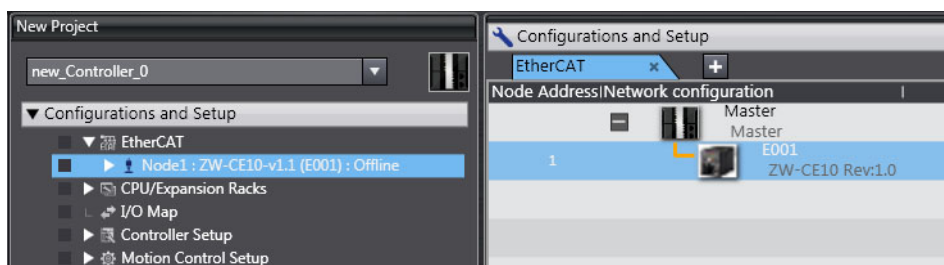 New Project
new_Controller_0
Configurations and Setup
EtherCAT
Node1 : ZW-CE10-v1.1 (E001) : Offline
CPU/Expansion Racks
I/O Map
Controller Setup
Motion Control Setup
Configurations and Setup
EtherCAT
Node Address|Network configuration
Master
Master
1 E001
ZW-CE10 Rev:1.0